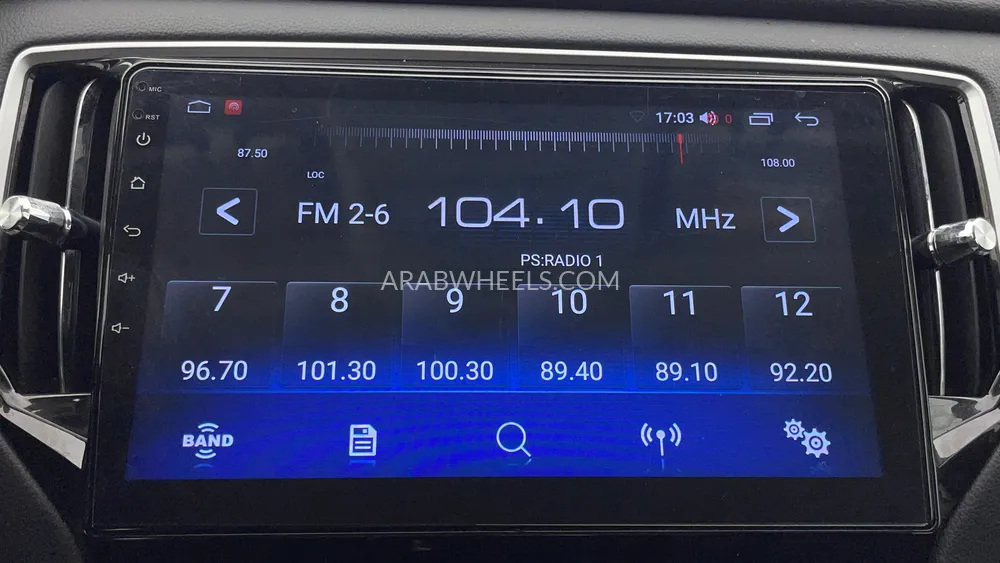 MIC
RST
17:03 0
87.50
108.00
LOC
FM 2-6 104.10 MHz
PS:RADIO 1
ARABWHEELS.COM
7 8 9 10 11 12
96.70 101.30 100.30 89.40 89.10 92.20
BAND